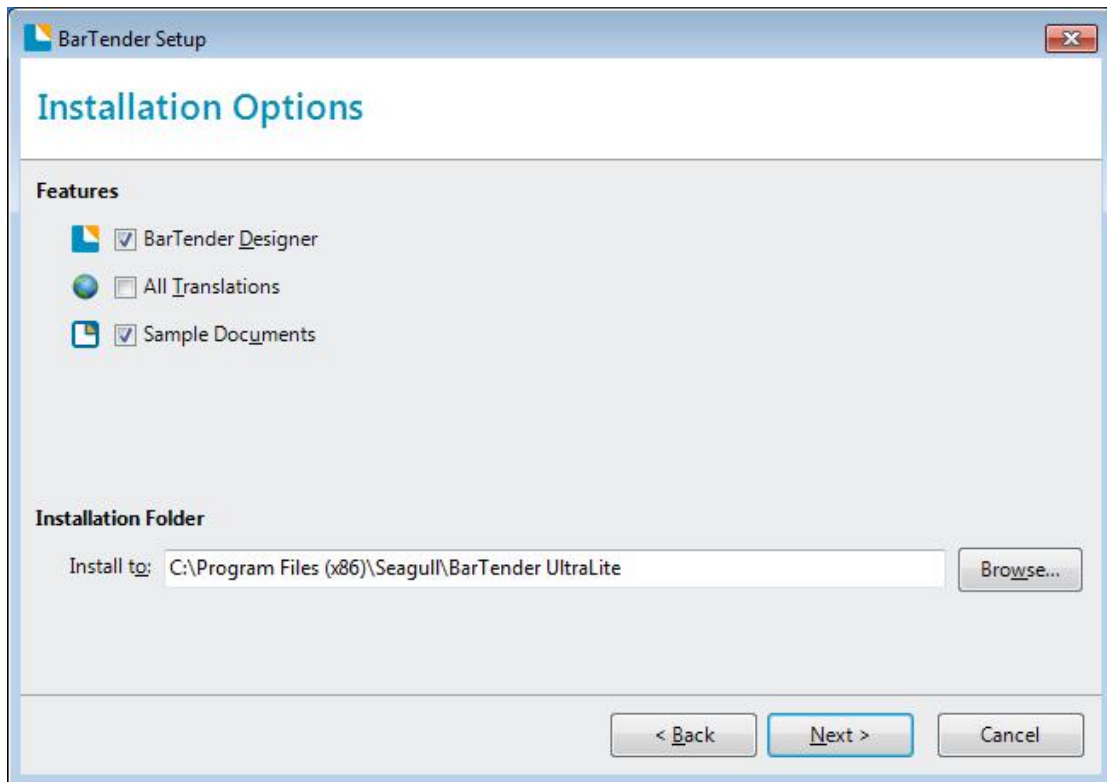 BarTender Setup
Installation Options
Features
BarTender Designer
All Translations
Sample Documents
Installation Folder
Install to: C:\Program Files (x86)\Seagull\BarTender UltraLite Browse...
< Back Next > Cancel